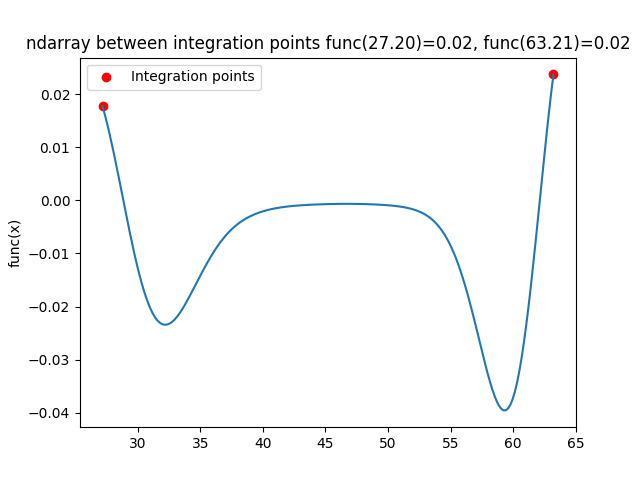 ndarray between integration points func(27.20)=0.02, func(63.21)=0.02
Integration points
func(x)
0.02
0.01
0.00
−0.01
−0.02
−0.03
−0.04
30 35 40 45 50 55 60 65